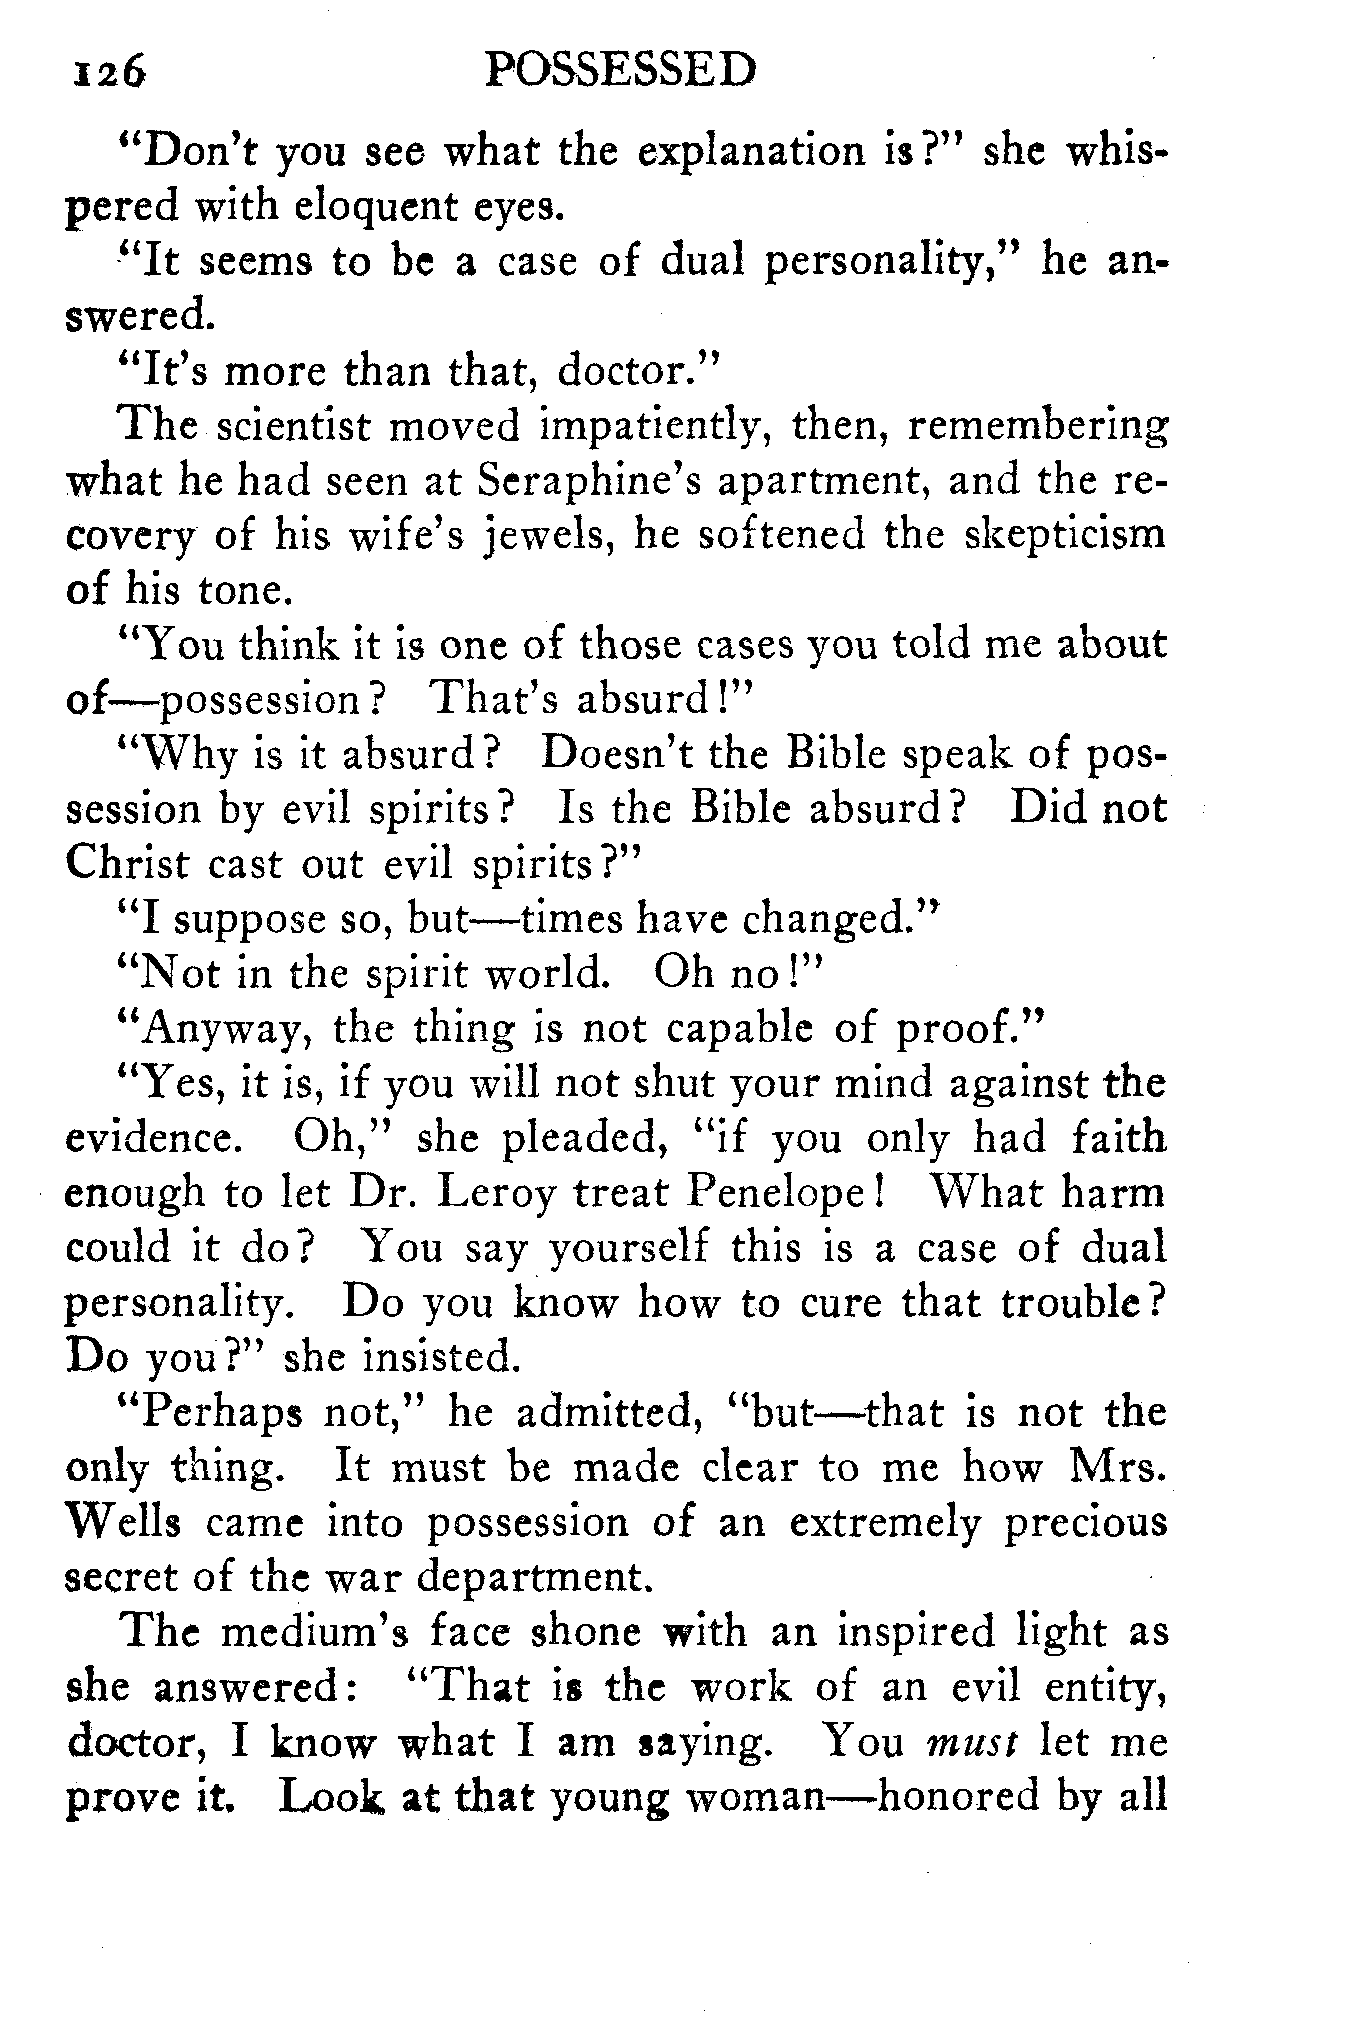 126 POSSESSED
"Don't you see what the explanation is?" she whis-
pered with eloquent eyes.
"It seems to be a case of dual personality," he an-
swered.
"It's more than that, doctor."
The scientist moved impatiently, then, remembering
what he had seen at Seraphine's apartment, and the re-
covery of his wife's jewels, he softened the skepticism
of his tone.
"You think it is one of those cases you told me about
of—possession? That's absurd!"
"Why is it absurd? Doesn't the Bible speak of pos-
session by evil spirits? Is the Bible absurd? Did not
Christ cast out evil spirits?"
"I suppose so, but—times have changed."
"Not in the spirit world. Oh no!"
"Anyway, the thing is not capable of proof."
"Yes, it is, if you will not shut your mind against the
evidence. Oh," she pleaded, "if you only had faith
enough to let Dr. Leroy treat Penelope! What harm
could it do? You say yourself this is a case of dual
personality. Do you know how to cure that trouble?
Do you?" she insisted.
"Perhaps not," he admitted, "but—that is not the
only thing. It must be made clear to me how Mrs.
Wells came into possession of an extremely precious
secret of the war department.
The medium's face shone with an inspired light as
she answered: "That is the work of an evil entity,
doctor, I know what I am saying. You must let me
prove it. Look at that young woman—honored by all